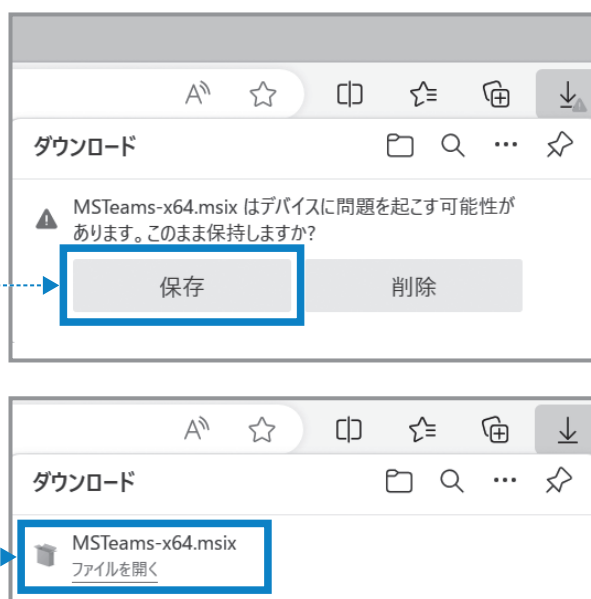 ダウンロード
MSTeams-x64.msix はデバイスに問題を起こす可能性が
あります。このまま保持しますか?
保存
削除
ダウンロード
MSTeams-x64.msix
ファイルを開く